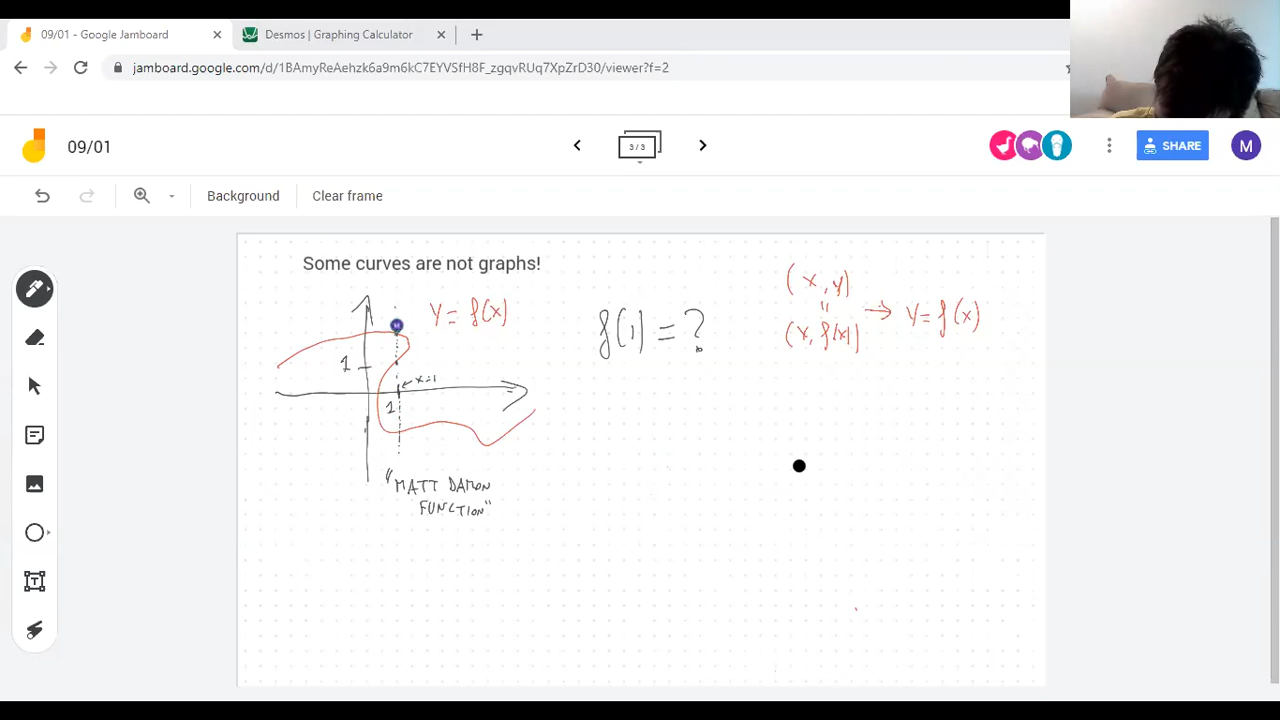 09/01 - Google Jamboard
Desmos | Graphing Calculator
jamboard.google.com/d/1BAmyReAehzk6a9m6kC7EYVSfH8F_zgqvRUq7XpZrD30/viewer?f=2
09/01
3 / 3
SHARE
M
Background
Clear frame
Some curves are not graphs!
y = f(x)
f(1) = ?
(x, y)
"
(x, f(x)) → y = f(x)
M
1
x=1
1
"MATT DAMON
FUNCTION"